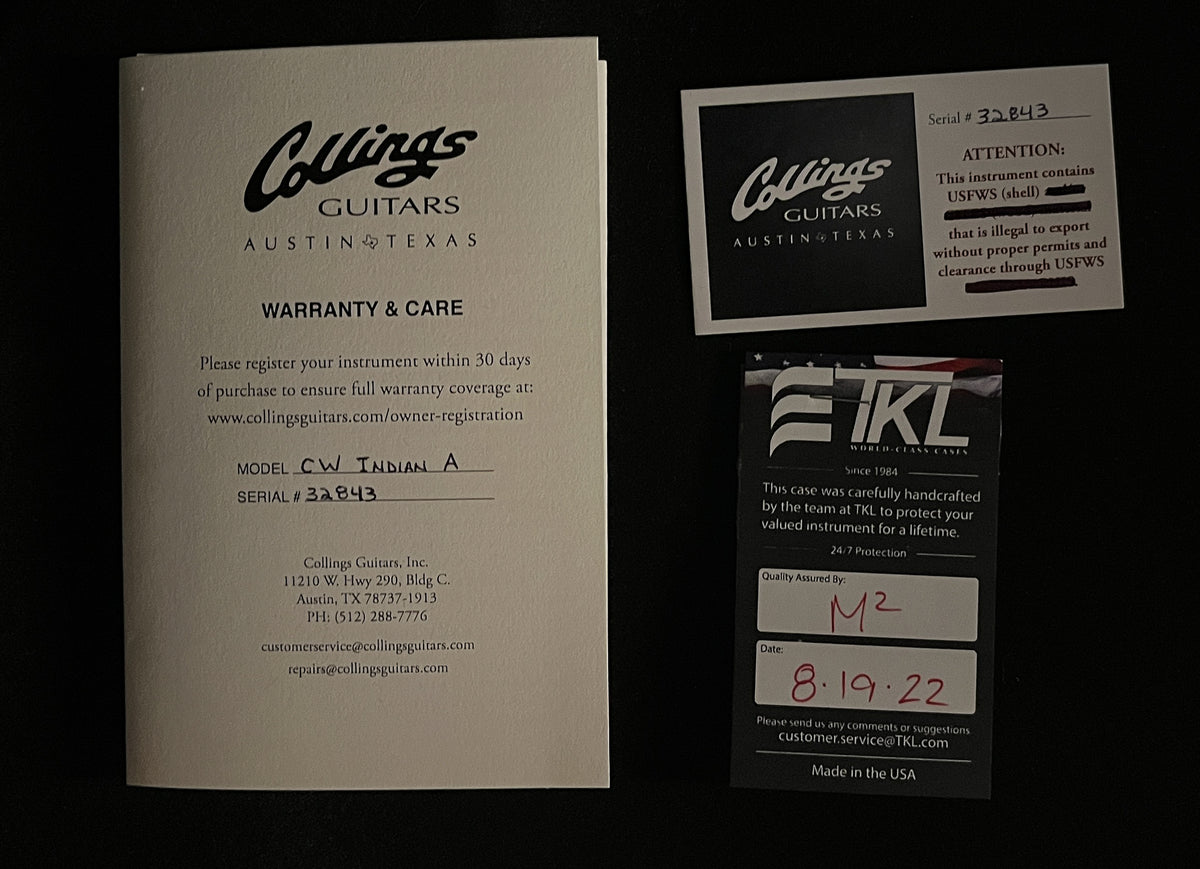 Collings
GUITARS
AUSTIN TEXAS
WARRANTY & CARE
Please register your instrument within 30 days
of purchase to ensure full warranty coverage at:
www.collingsguitars.com/owner-registration
MODEL CW INDIAN A
SERIAL # 32843
Collings Guitars, Inc.
11210 W. Hwy 290, Bldg C.
Austin, TX 78737-1913
PH: (512) 288-7776
customerservice@collingsguitars.com
repairs@collingsguitars.com
Collings
GUITARS
AUSTIN TEXAS
Serial # 32843
ATTENTION:
This instrument contains
USFWS (shell)
that is illegal to export
without proper permits and
clearance through USFWS
TKL
WORLD-CLASS CASES
Since 1984
This case was carefully handcrafted
by the team at TKL to protect your
valued instrument for a lifetime.
24/7 Protection
Quality Assured By:
M²
Date:
8·19·22
Please send us any comments or suggestions
customer.service@TKL.com
Made in the USA